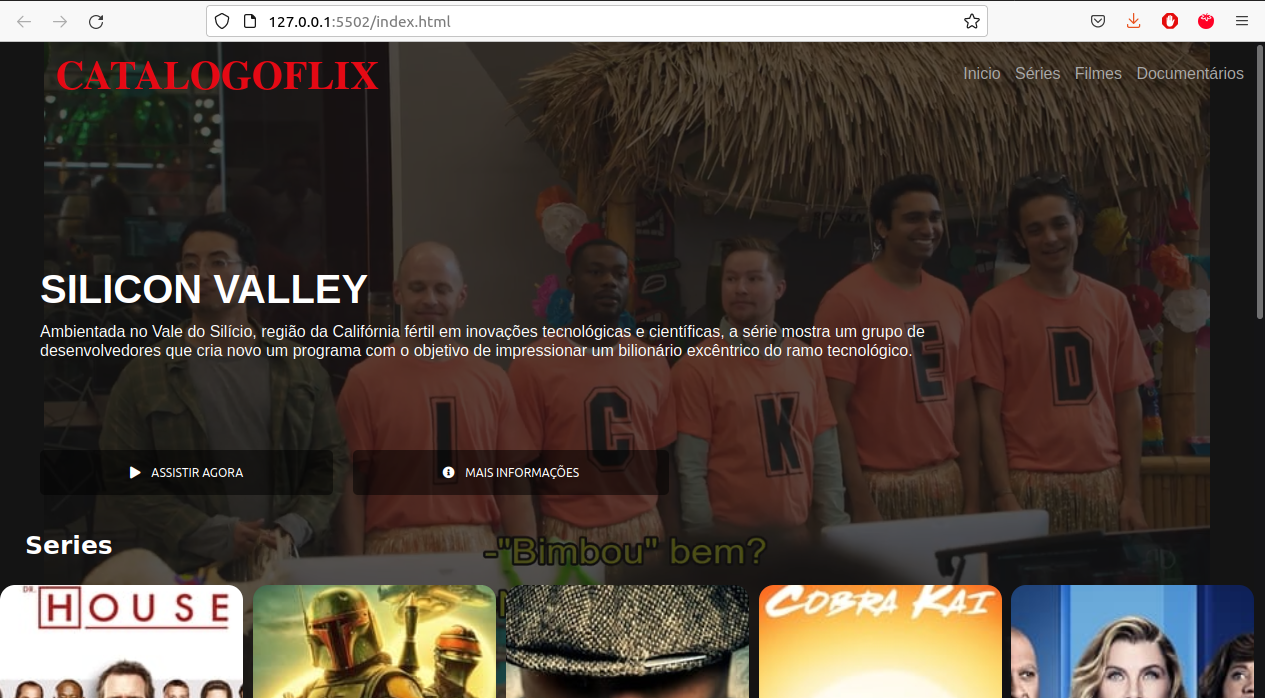 127.0.0.1:5502/index.html
CATALOGOFLIX
Inicio Séries Filmes Documentários
SILICON VALLEY
Ambientada no Vale do Silício, região da Califórnia fértil em inovações tecnológicas e científicas, a série mostra um grupo de
desenvolvedores que cria novo um programa com o objetivo de impressionar um bilionário excêntrico do ramo tecnológico.
I C K E D
ASSISTIR AGORA MAIS INFORMAÇÕES
Series
-"Bimbou" bem?
DR.
HOUSE
COBRA KAI